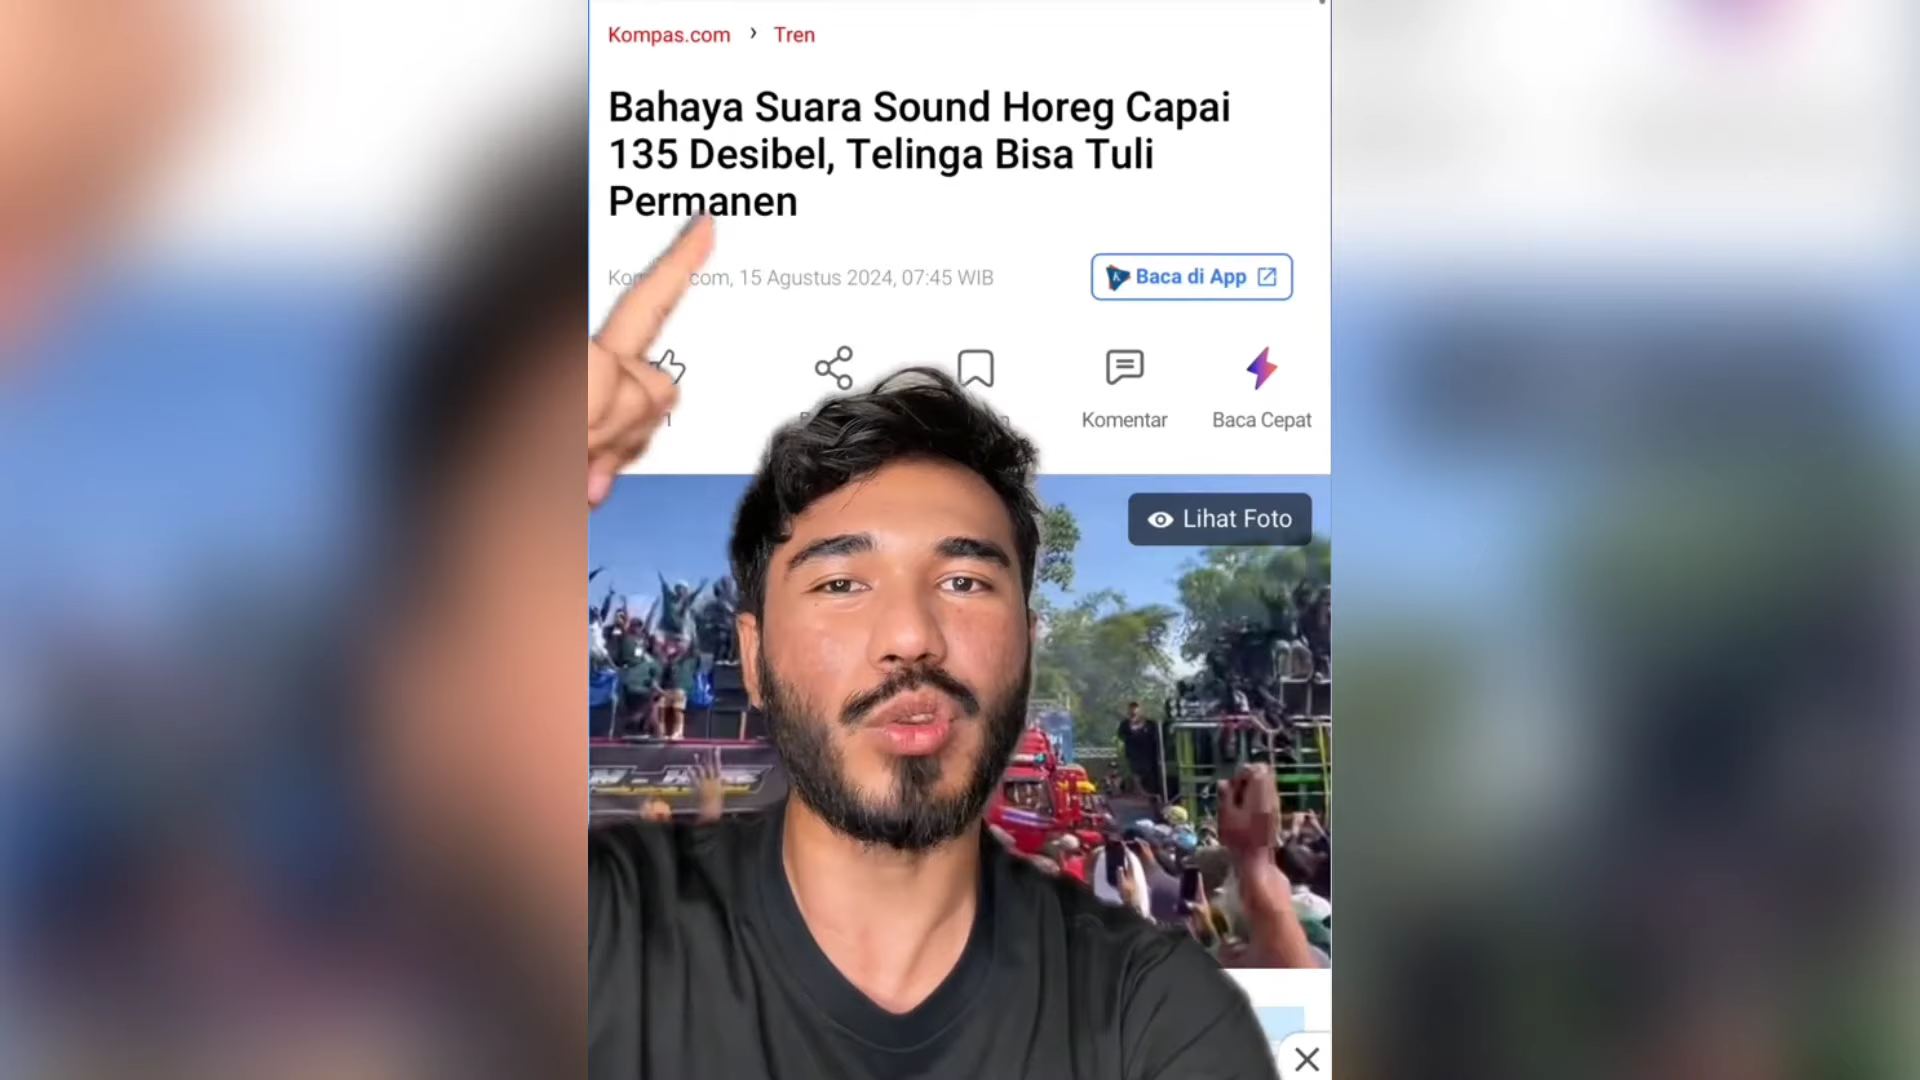 Kompas.com › Tren
Bahaya Suara Sound Horeg Capai
135 Desibel, Telinga Bisa Tuli
Permanen
com, 15 Agustus 2024, 07:45 WIB
Baca di App
1
Komentar
Baca Cepat
Lihat Foto